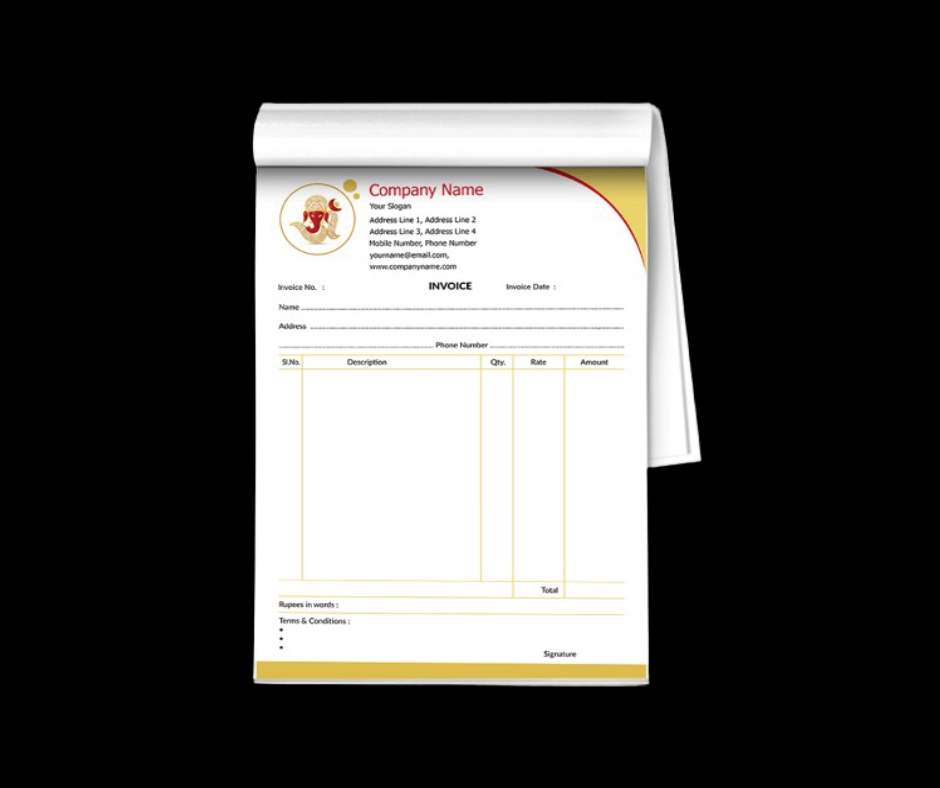 Company Name
Your Slogan
Address Line 1, Address Line 2
Address Line 3, Address Line 4
Mobile Number, Phone Number
yourname@email.com,
www.companyname.com
Invoice No. : INVOICE Invoice Date :
Name
Address
Phone Number
Sl.No. Description Qty. Rate Amount
Total
Rupees in words :
Terms & Conditions :
Signature